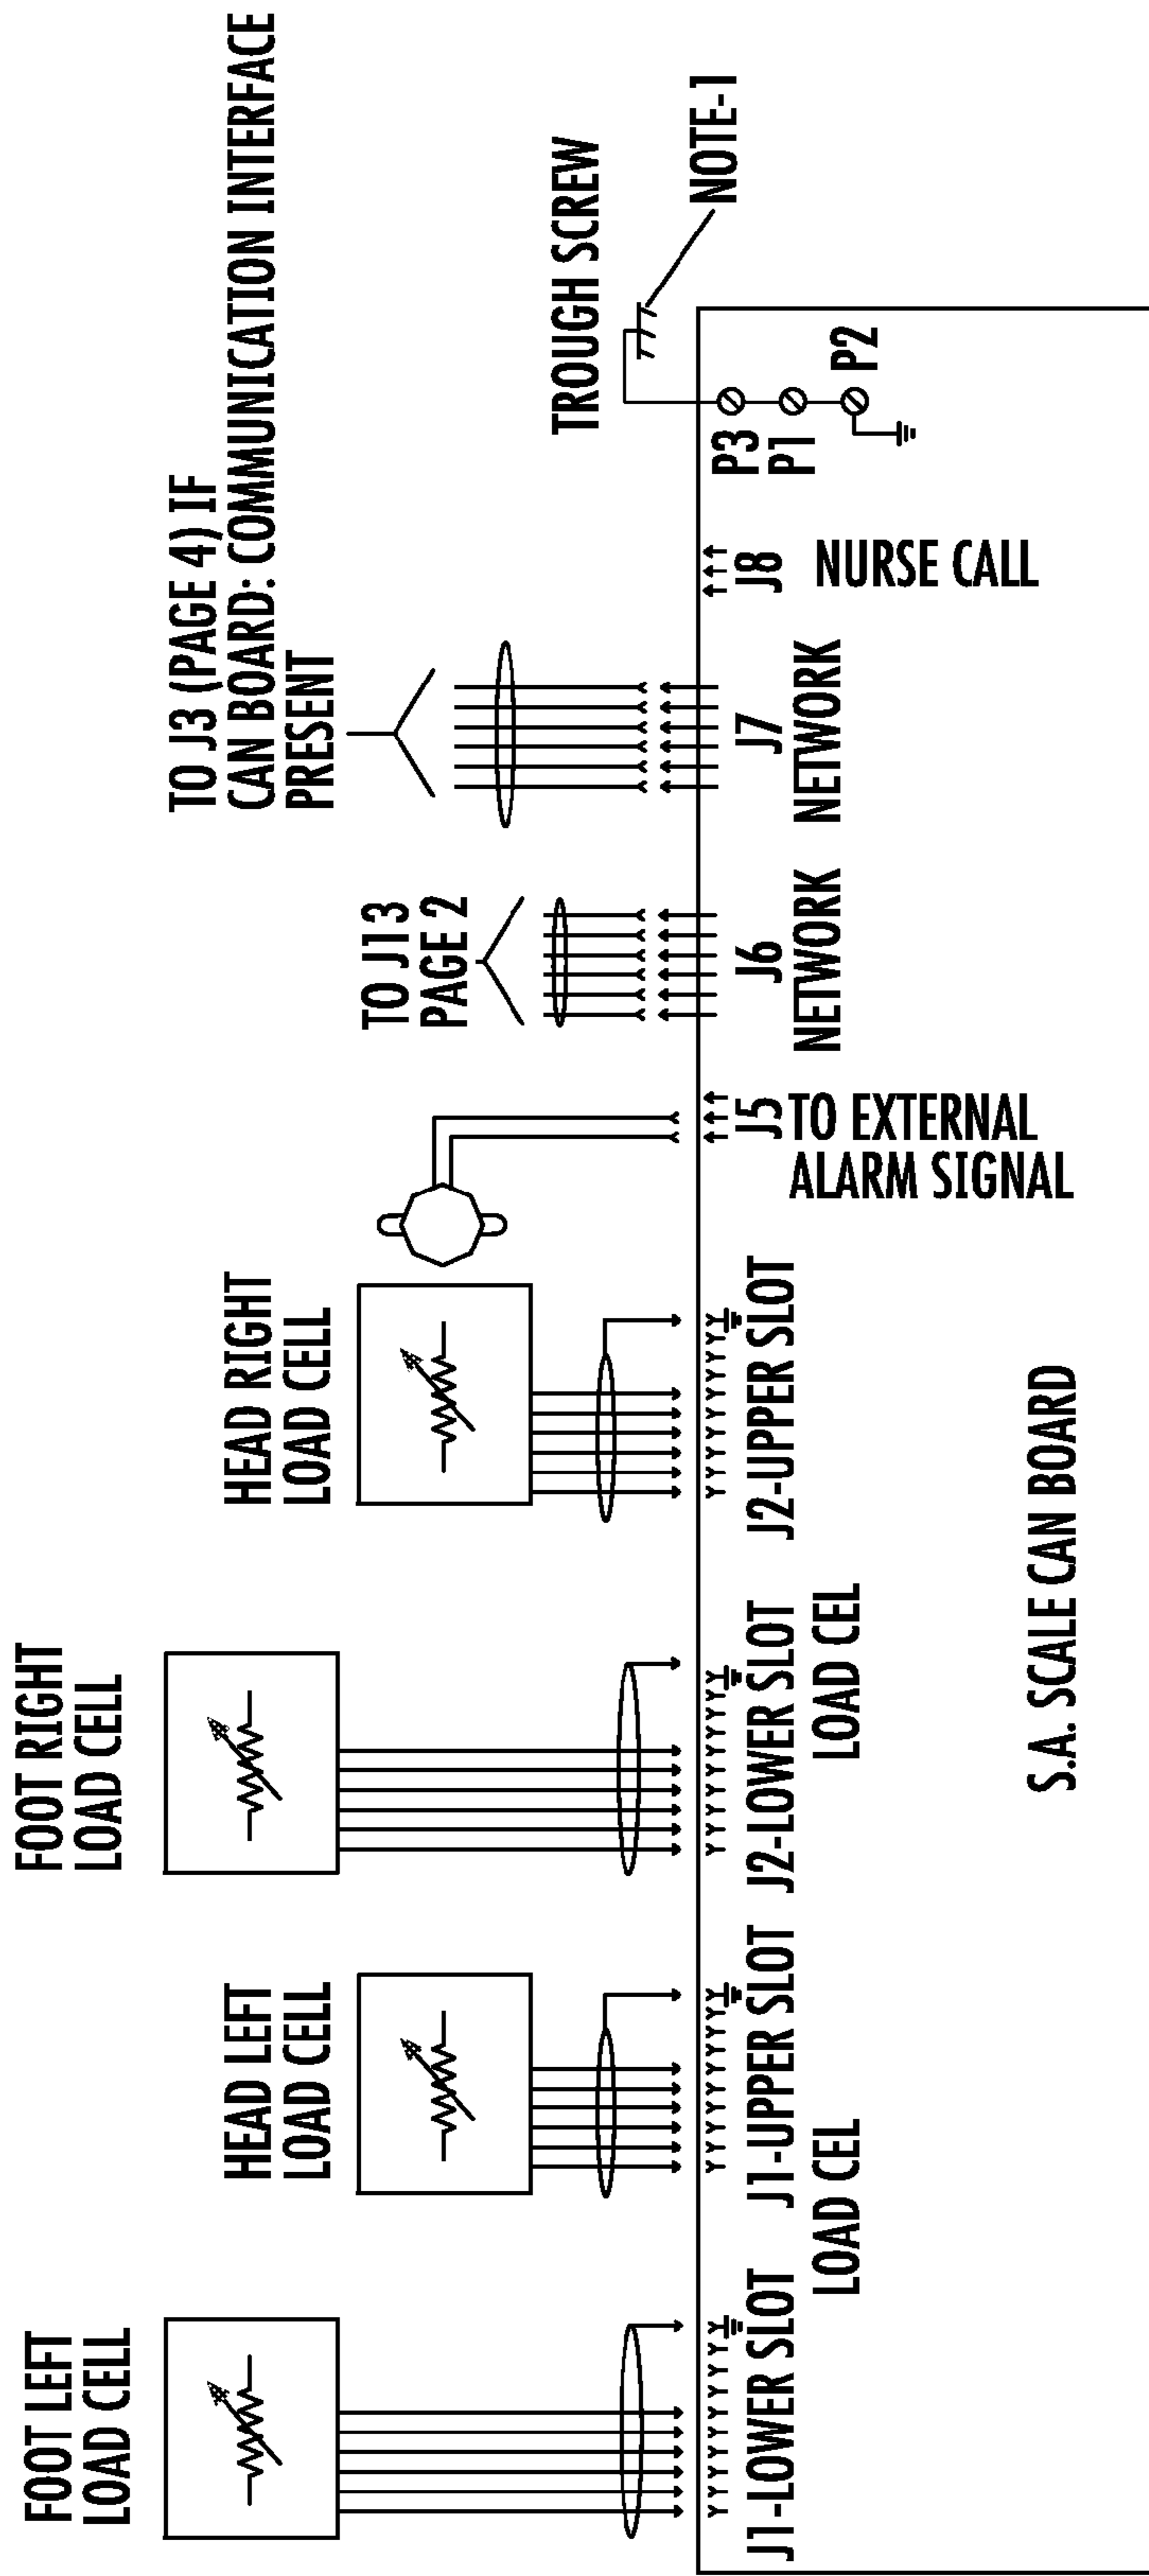 FOOT LEFT
LOAD CELL
HEAD LEFT
LOAD CELL
FOOT RIGHT
LOAD CELL
HEAD RIGHT
LOAD CELL
TO J13
PAGE 2
TO J3 (PAGE 4) IF
CAN BOARD: COMMUNICATION INTERFACE
PRESENT
TROUGH SCREW
NOTE-1
J1-LOWER SLOT
J1-UPPER SLOT
LOAD CEL
J2-LOWER SLOT
J2-UPPER SLOT
LOAD CEL
J5
TO EXTERNAL
ALARM SIGNAL
J6
NETWORK
J7
NETWORK
J8
NURSE CALL
P3
P1
P2
S.A. SCALE CAN BOARD